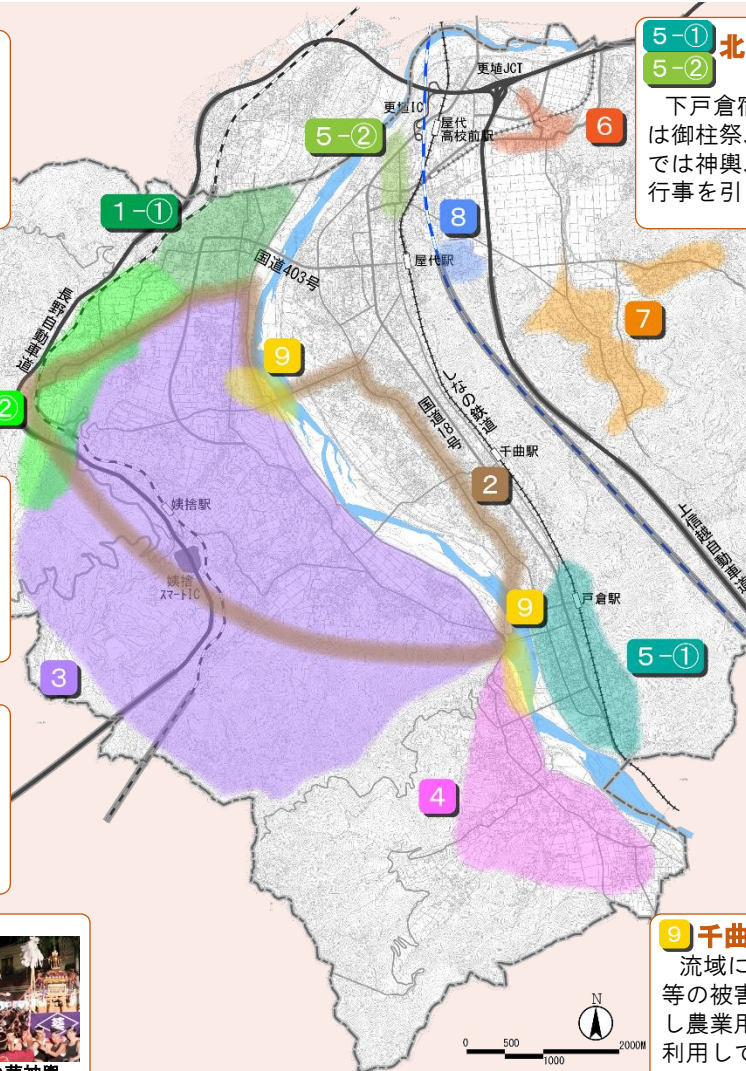 5-① 北
5-②
下戸倉宿
は御柱祭、
では神輿、
行事を引
更埴JCT
更埴IC
屋代
高校前駅
6
5-②
1-①
8
国道403号
屋代駅
7
長野自動車道
9
しなの鉄道
国道18号
千曲駅
②
2
姨捨駅
上信越自動車道
姨捨
スマートIC
戸倉駅
9
5-①
3
4
9 千曲
流域に
等の被害
し農業用
利用して
N
0 500 1000 2000M